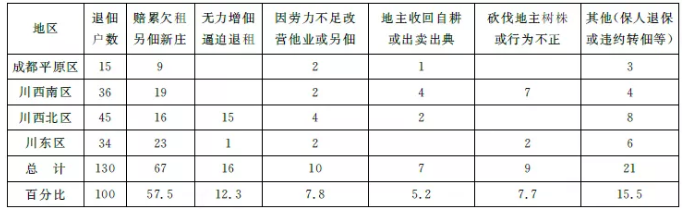 地区 退佃户数 赔累欠租另佃新庄 无力增佃逼迫退租 因劳力不足改营他业或另佃 地主收回自耕或出卖出典 砍伐地主树株或行为不正 其他(保人退保或违约转佃等)
成都平原区 15 9 2 1 3
川西南区 36 19 2 4 7 4
川西北区 45 16 15 4 2 8
川东区 34 23 1 2 2 6
总计 130 67 16 10 7 9 21
百分比 100 57.5 12.3 7.8 5.2 7.7 15.5